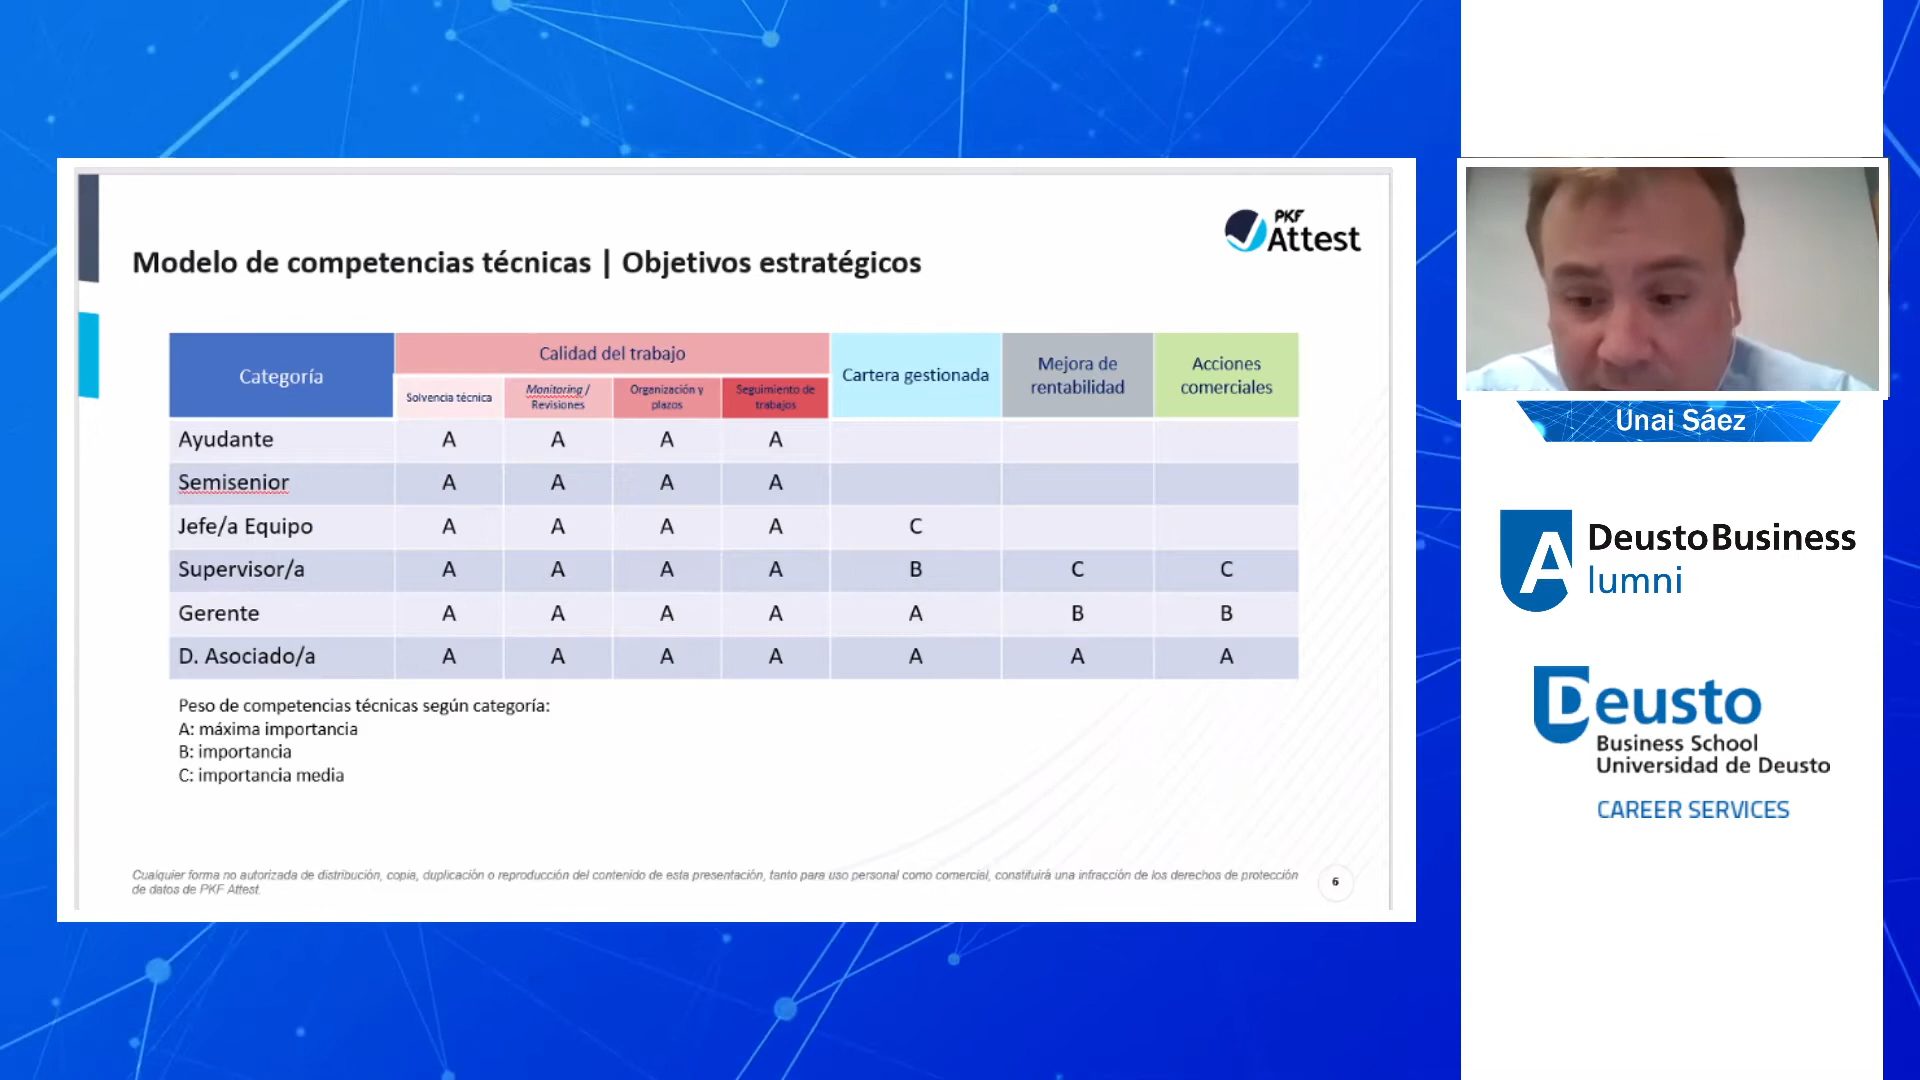 PKF
Attest
Modelo de competencias técnicas | Objetivos estratégicos
Categoría
Calidad del trabajo
Cartera gestionada
Mejora de
rentabilidad
Acciones
comerciales
Solvencia técnica
Monitoring /
Revisiones
Organización y
plazos
Seguimiento de
trabajos
Ayudante A A A A
Semisenior A A A A
Jefe/a Equipo A A A A C
Supervisor/a A A A A B C C
Gerente A A A A A B B
D. Asociado/a A A A A A A A
Peso de competencias técnicas según categoría:
A: máxima importancia
B: importancia
C: importancia media
Cualquier forma no autorizada de distribución, copia, duplicación o reproducción del contenido de esta presentación, tanto para uso personal como comercial, constituirá una infracción de los derechos de protección
de datos de PKF Attest.
6
Unai Sáez
DeustoBusiness
Alumni
Deusto
Business School
Universidad de Deusto
CAREER SERVICES